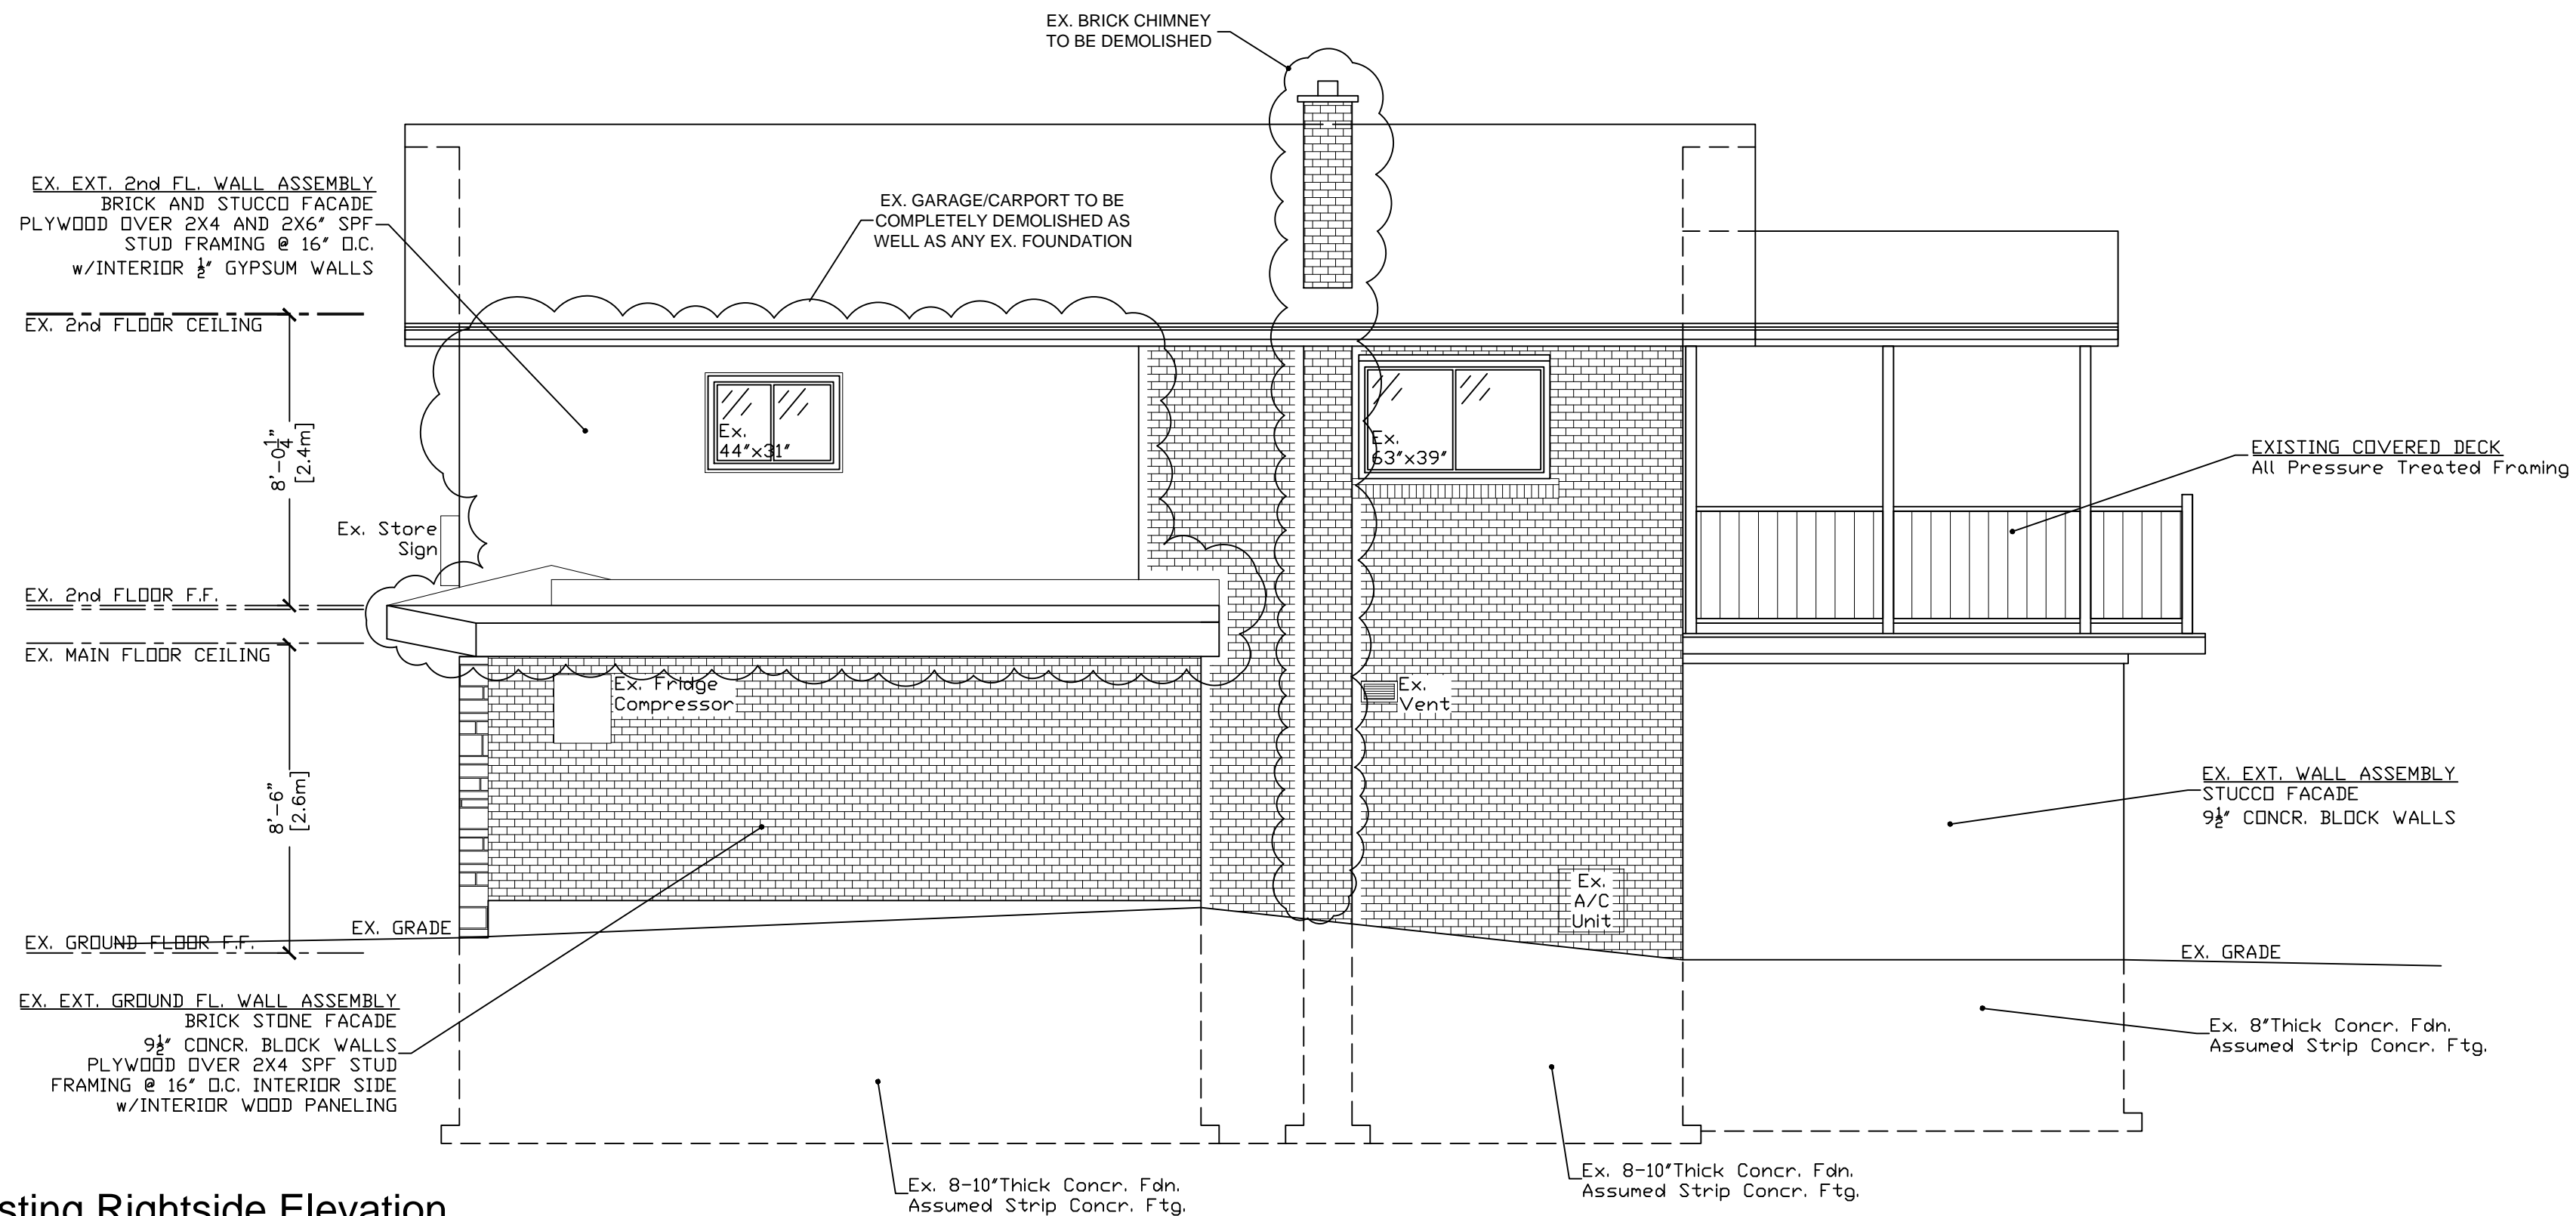 EX. BRICK CHIMNEY
TO BE DEMOLISHED
EX. EXT. 2nd FL. WALL ASSEMBLY
BRICK AND STUCCO FACADE
PLYWOOD OVER 2X4 AND 2X6" SPF
STUD FRAMING @ 16" O.C.
w/INTERIOR ½" GYPSUM WALLS
EX. GARAGE/CARPORT TO BE
COMPLETELY DEMOLISHED AS
WELL AS ANY EX. FOUNDATION
EX. 2nd FLOOR CEILING
8'-0¼"
[2.4m]
Ex.
44"x31"
Ex.
63"x39"
EXISTING COVERED DECK
All Pressure Treated Framing
Ex. Store
Sign
EX. 2nd FLOOR F.F.
EX. MAIN FLOOR CEILING
Ex. Fridge
Compressor
Ex.
Vent
8'-6"
[2.6m]
EX. EXT. WALL ASSEMBLY
STUCCO FACADE
9½" CONCR. BLOCK WALLS
Ex.
A/C
Unit
EX. GRADE
EX. GROUND FLOOR F.F.
EX. GRADE
EX. EXT. GROUND FL. WALL ASSEMBLY
BRICK STONE FACADE
9½" CONCR. BLOCK WALLS
PLYWOOD OVER 2X4 SPF STUD
FRAMING @ 16" O.C. INTERIOR SIDE
w/INTERIOR WOOD PANELING
Ex. 8"Thick Concr. Fdn.
Assumed Strip Concr. Ftg.
Ex. 8-10"Thick Concr. Fdn.
Assumed Strip Concr. Ftg.
Ex. 8-10"Thick Concr. Fdn.
Assumed Strip Concr. Ftg.
sting Rightside Elevation